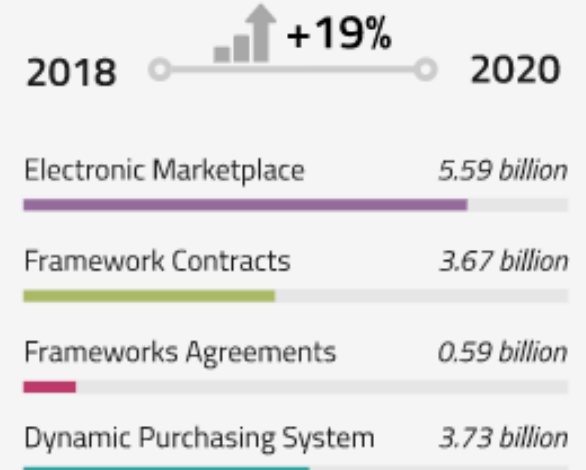 +19%
2018 2020
Electronic Marketplace 5.59 billion
Framework Contracts 3.67 billion
Frameworks Agreements 0.59 billion
Dynamic Purchasing System 3.73 billion